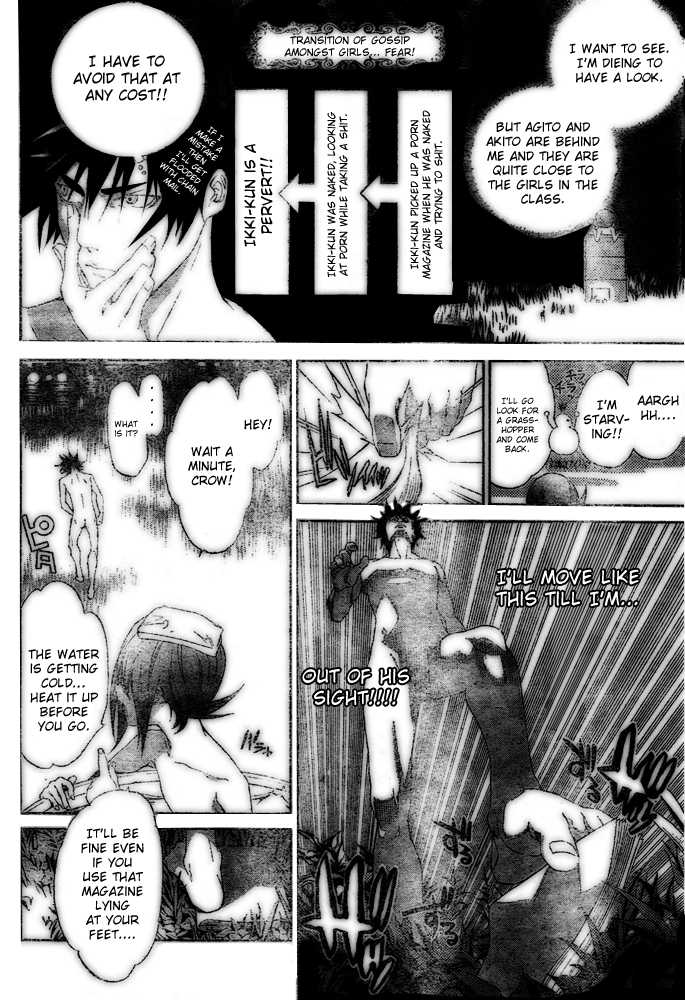 I WANT TO SEE.
I'M DIEING TO
HAVE A LOOK.
BUT AGITO AND
AKITO ARE BEHIND
ME AND THEY ARE
QUITE CLOSE TO
THE GIRLS IN THE
CLASS.
TRANSITION OF GOSSIP
AMONGST GIRLS,.. FEAR!
IKKI-KUN PICKED UP A PORN
MAGAZINE WHEN HE WAS NAKED
AND TRYING TO SHIT.
IKKI-KUN WAS NAKED, LOOKING
AT PORN WHILE TAKING A SHIT.
IKKI-KUN IS A
PERVERT!!
I HAVE TO
AVOID THAT AT
ANY COST!!
IF I
MAKE A
MISTAKE
THEN
I'LL GET
FLOODED
WITH CHAIN
MAIL.
AARGH
HH....
I'M
STARV-
ING!!
チラ
チラ
I'LL GO
LOOK FOR
A GRASS-
HOPPER
AND COME
BACK.
I'LL MOVE LIKE
THIS TILL I'M...
OUT OF HIS
SIGHT!!!!
HEY!
WAIT A
MINUTE,
CROW!
....
WHAT
IS IT?
THE WATER
IS GETTING
COLD...
HEAT IT UP
BEFORE
YOU GO.
IT'LL BE
FINE EVEN
IF YOU
USE THAT
MAGAZINE
LYING
AT YOUR
FEET....